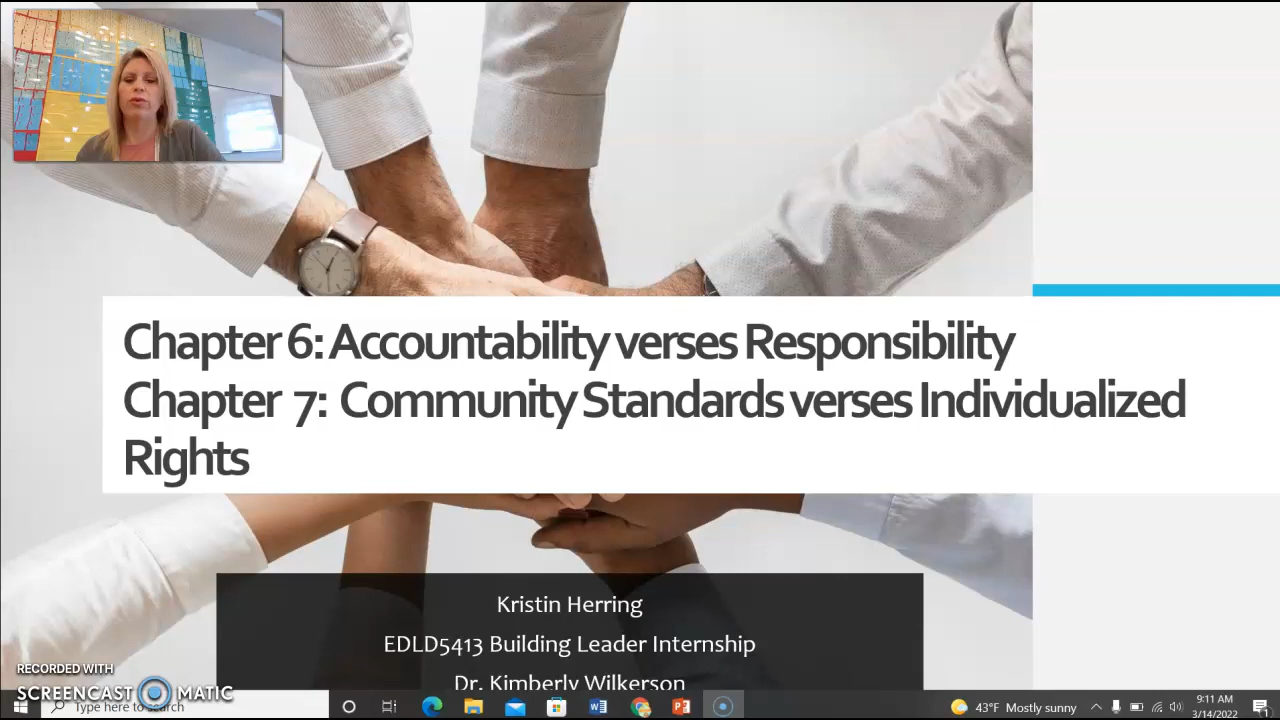 Chapter 6: Accountability verses Responsibility
Chapter 7: Community Standards verses Individualized
Rights
Kristin Herring
EDLD5413 Building Leader Internship
Dr. Kimberly Wilkerson
RECORDED WITH
SCREENCAST MATIC
Type here to search
43°F Mostly sunny
9:11 AM
3/14/2022